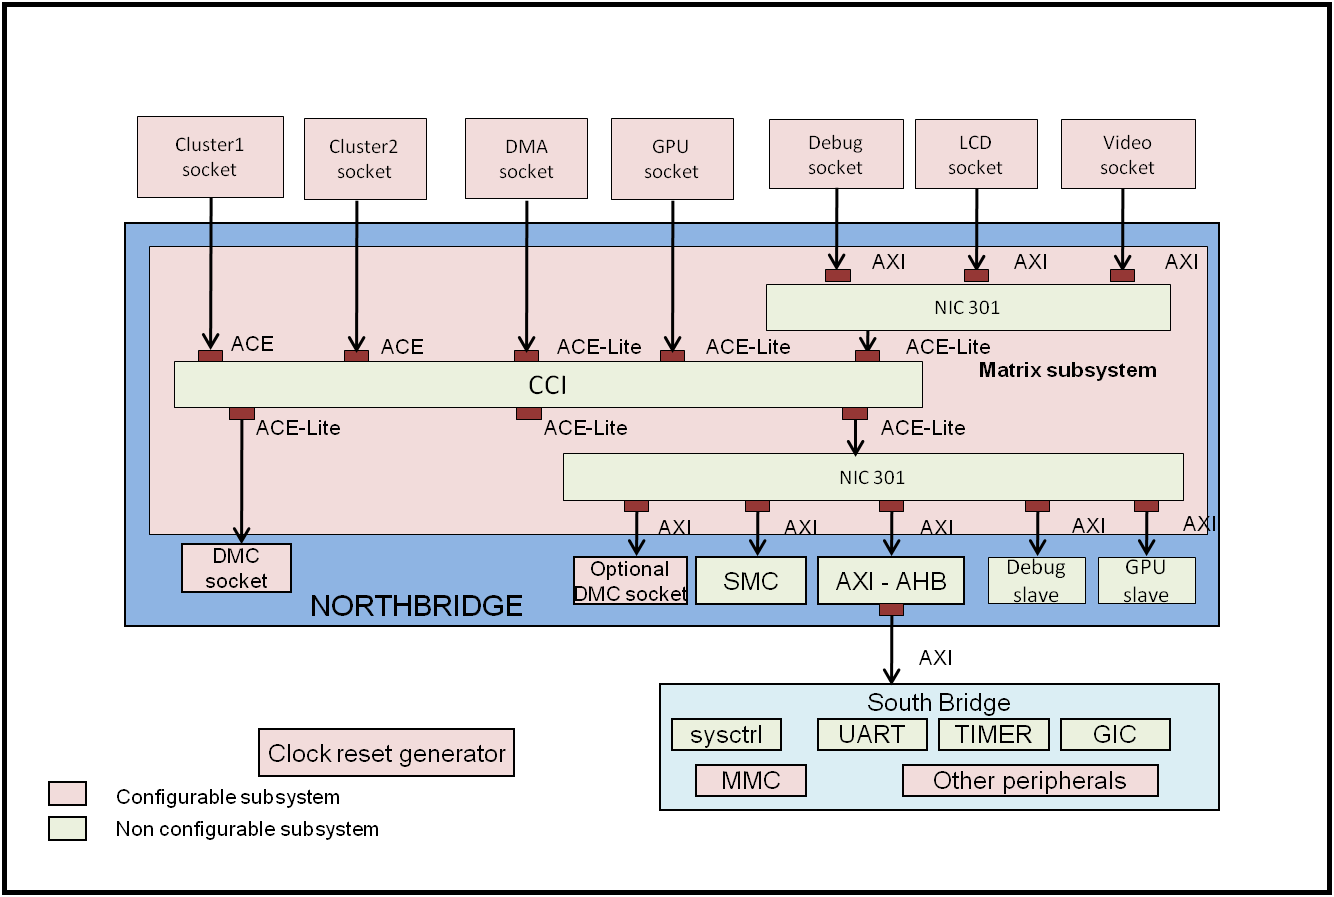 Cluster1
socket
Cluster2
socket
DMA
socket
GPU
socket
Debug
socket
LCD
socket
Video
socket
AXI
AXI
AXI
NIC 301
ACE
ACE
ACE-Lite
ACE-Lite
ACE-Lite
Matrix subsystem
CCI
ACE-Lite
ACE-Lite
ACE-Lite
NIC 301
AXI
AXI
AXI
AXI
AXI
DMC
socket
Optional
DMC socket
SMC
AXI - AHB
Debug
slave
GPU
slave
NORTHBRIDGE
AXI
South Bridge
sysctrl
UART
TIMER
GIC
MMC
Other peripherals
Clock reset generator
Configurable subsystem
Non configurable subsystem